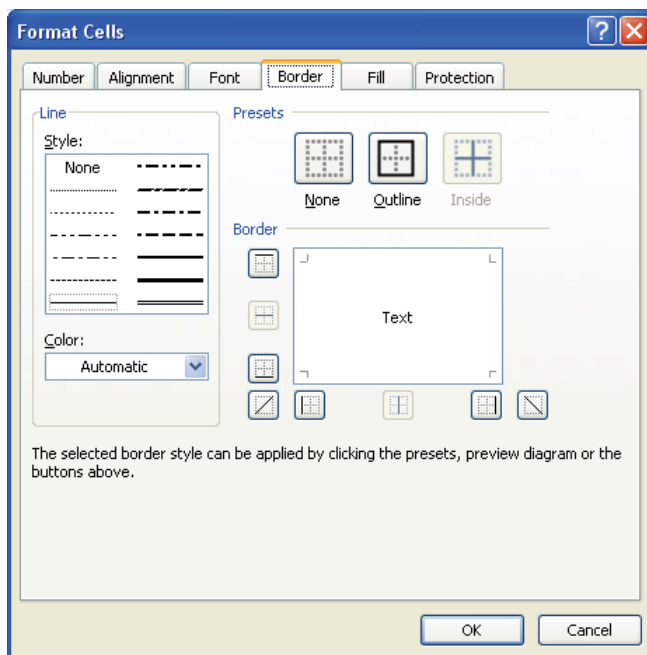 Format Cells
Number Alignment Font Border Fill Protection
Line
Style:
None
Color:
Automatic
Presets
None Outline Inside
Border
Text
The selected border style can be applied by clicking the presets, preview diagram or the
buttons above.
OK Cancel